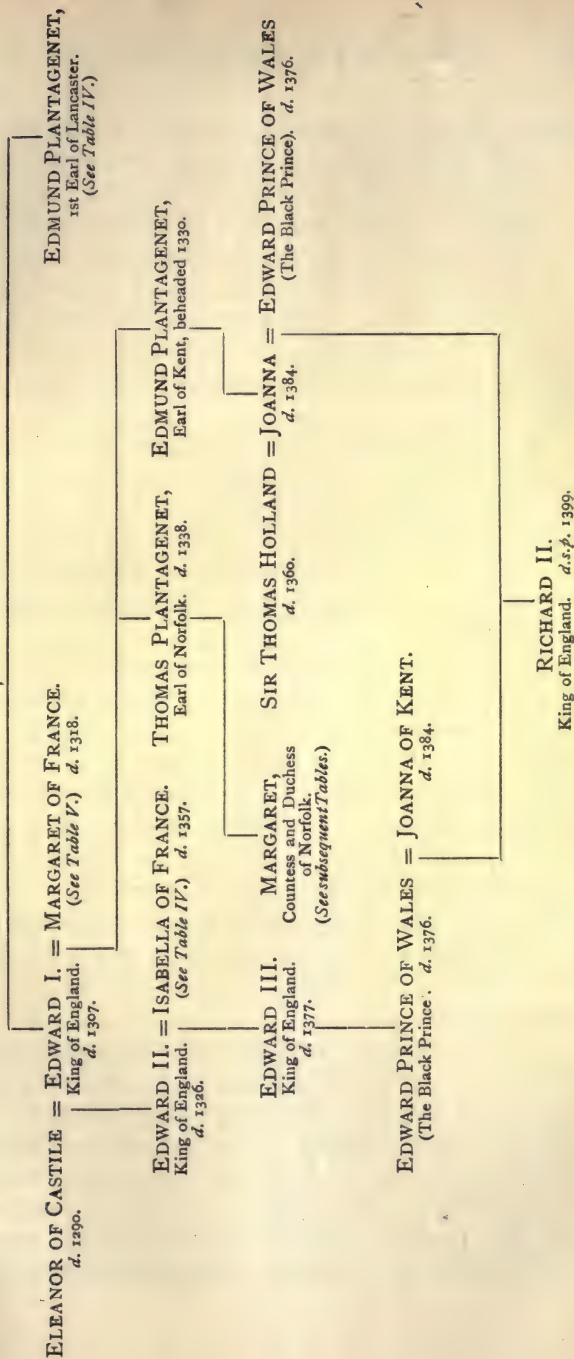 ELEANOR OF CASTILE = EDWARD I. = MARGARET OF FRANCE.
d. 1290.
King of England.
d. 1307.
(See Table V.) d. 1318.
EDMUND PLANTAGENET,
1st Earl of Lancaster.
(See Table IV.)
EDWARD II. = ISABELLA OF FRANCE.
King of England.
d. 1326.
(See Table IV.) d. 1357.
THOMAS PLANTAGENET,
Earl of Norfolk. d. 1338.
EDMUND PLANTAGENET,
Earl of Kent, beheaded 1330.
EDWARD III.
King of England.
d. 1377.
MARGARET,
Countess and Duchess
of Norfolk.
(See subsequent Tables.)
SIR THOMAS HOLLAND = JOANNA = EDWARD PRINCE OF WALES
d. 1360.
d. 1384.
(The Black Prince). d. 1376.
EDWARD PRINCE OF WALES = JOANNA OF KENT.
(The Black Prince). d. 1376.
d. 1384.
RICHARD II.
King of England. d.s.p. 1399.